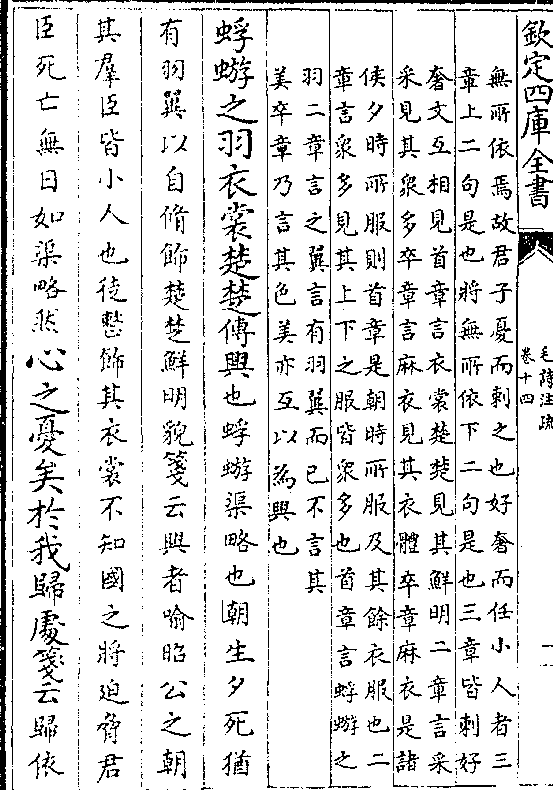 欽定四庫全書
毛詩注疏
卷十四
一
無所依焉故君子憂而刺之也好奢而任小人者三
章上二句是也將無所依下二句是也三章皆刺好
奢文互相見首章言衣裳楚楚見其鮮明二章言采
采見其衆多卒章言麻衣見其衣體卒章麻衣是諸
侯夕時所服則首章是朝時所服及其餘衣服也二
章言衆多見其上下之服皆衆多也首章言蜉蝣之
羽二章言之翼言有羽翼而已不言其
美卒章乃言其色美亦互以為興也
蜉蝣之羽衣裳楚楚傳興也蜉蝣渠略也朝生夕死猶
有羽翼以自脩飾楚楚鮮明貌箋云興者喻昭公之朝
其羣臣皆小人也徒整飾其衣裳不知國之將迫脅君
臣死亡無日如渠略然心之憂矣於我歸處箋云歸依